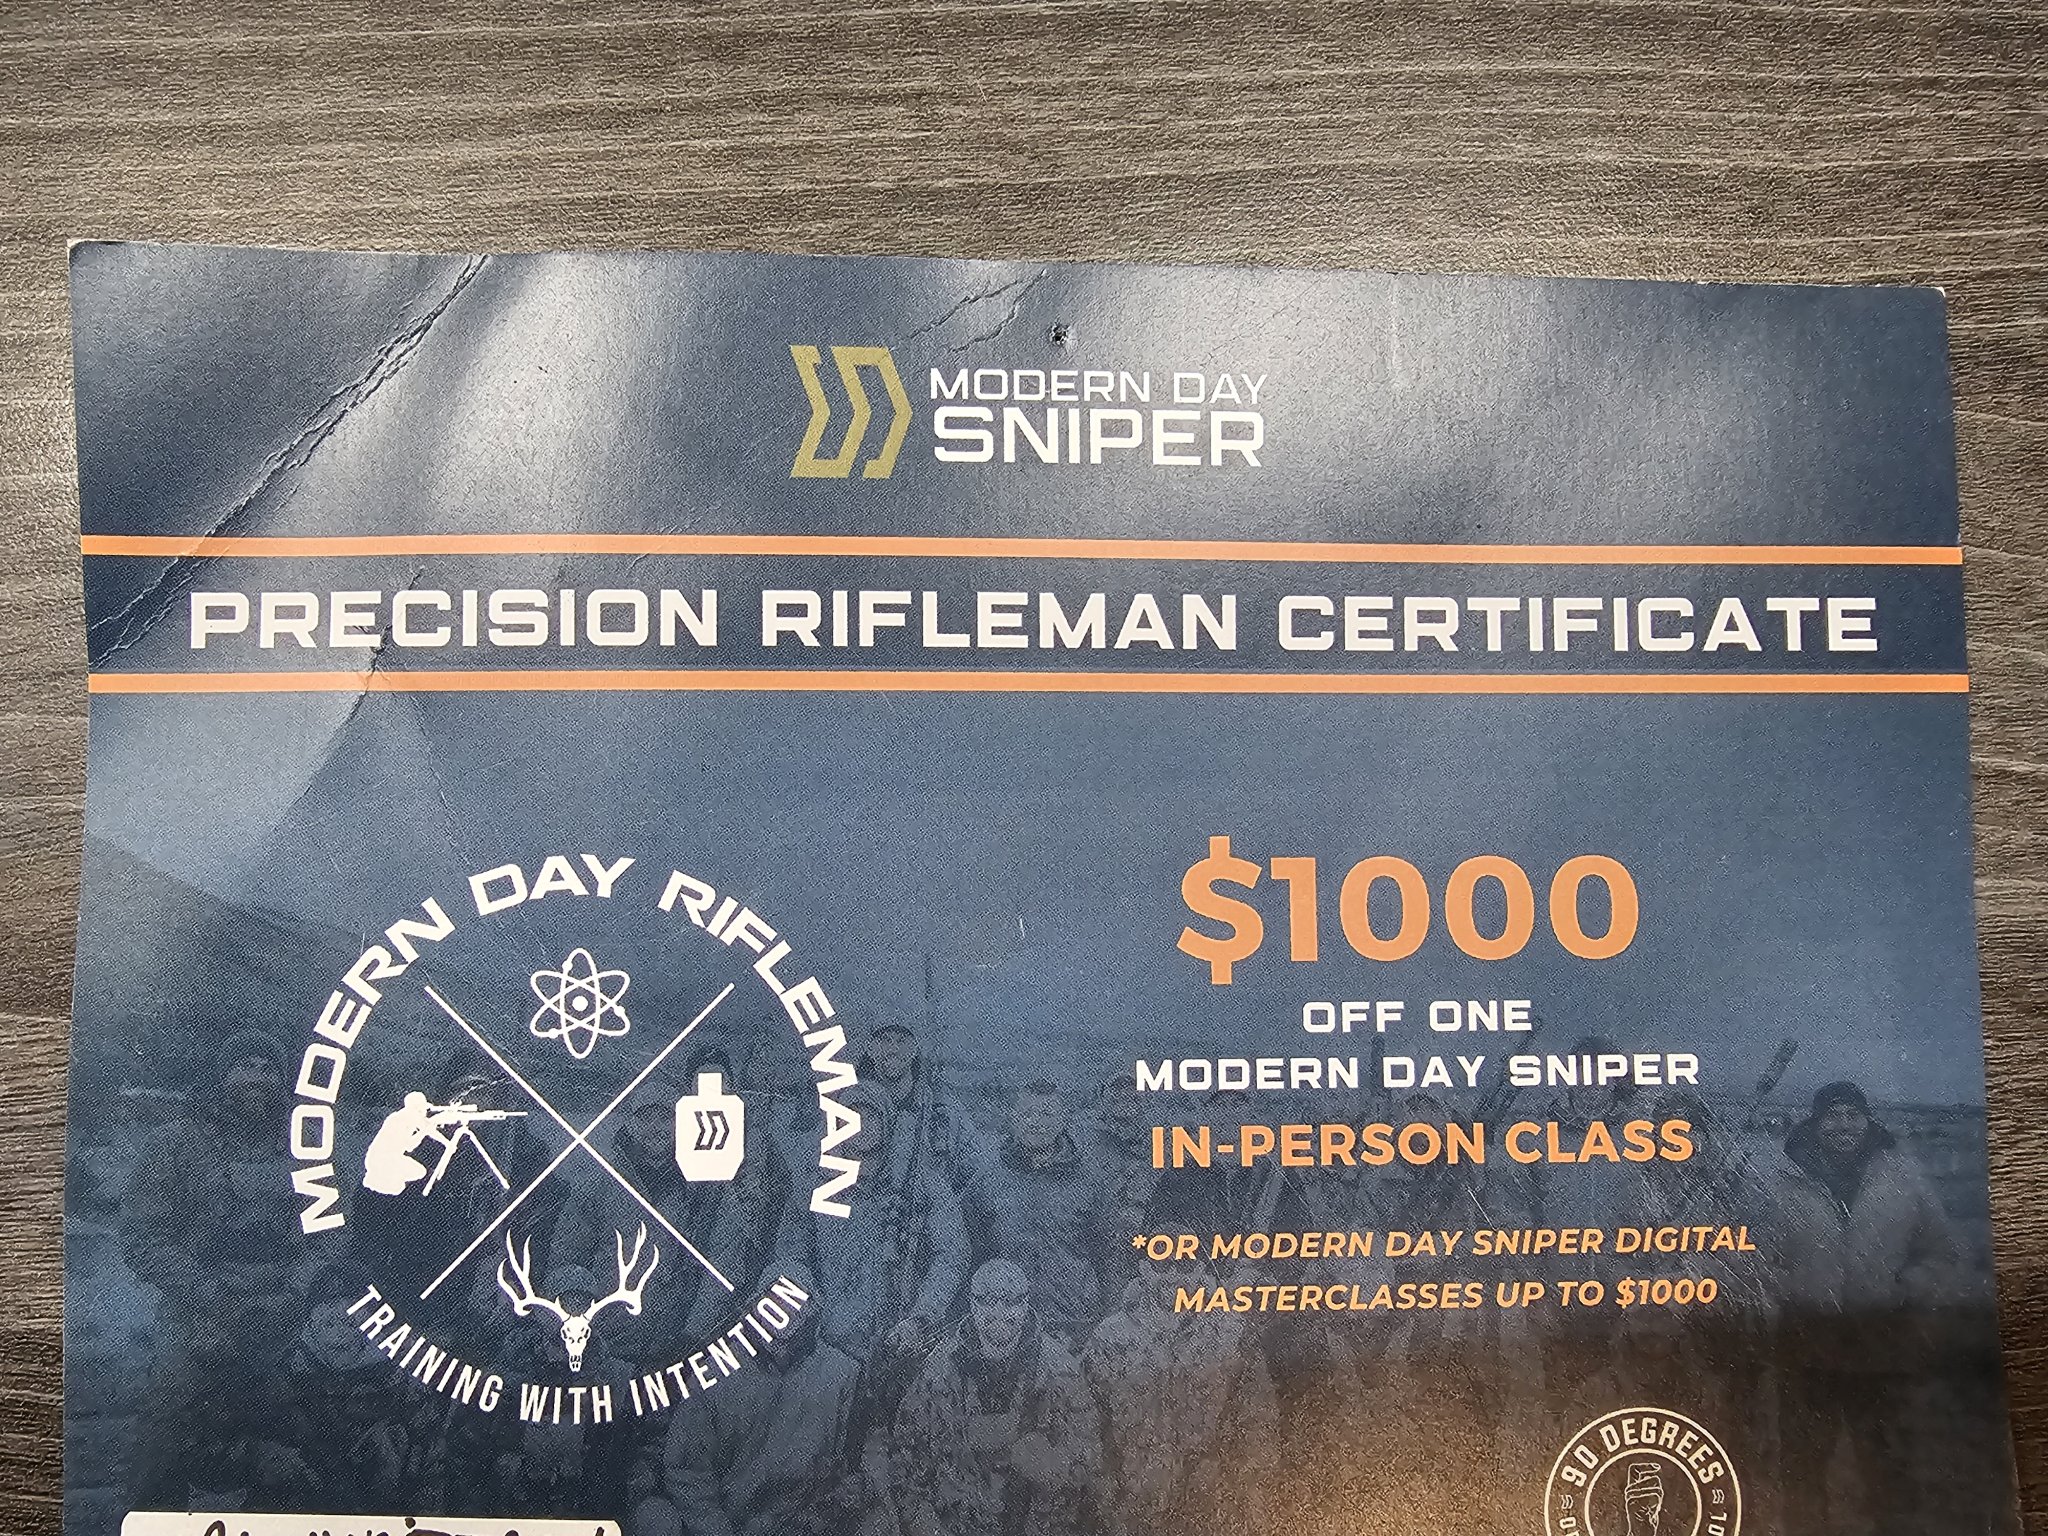 MODERN DAY
SNIPER
PRECISION RIFLEMAN CERTIFICATE
MODERN DAY RIFLEMAN
TRAINING WITH INTENTION
$1000
OFF ONE
MODERN DAY SNIPER
IN-PERSON CLASS
*OR MODERN DAY SNIPER DIGITAL
MASTERCLASSES UP TO $1000
90 DEGREES